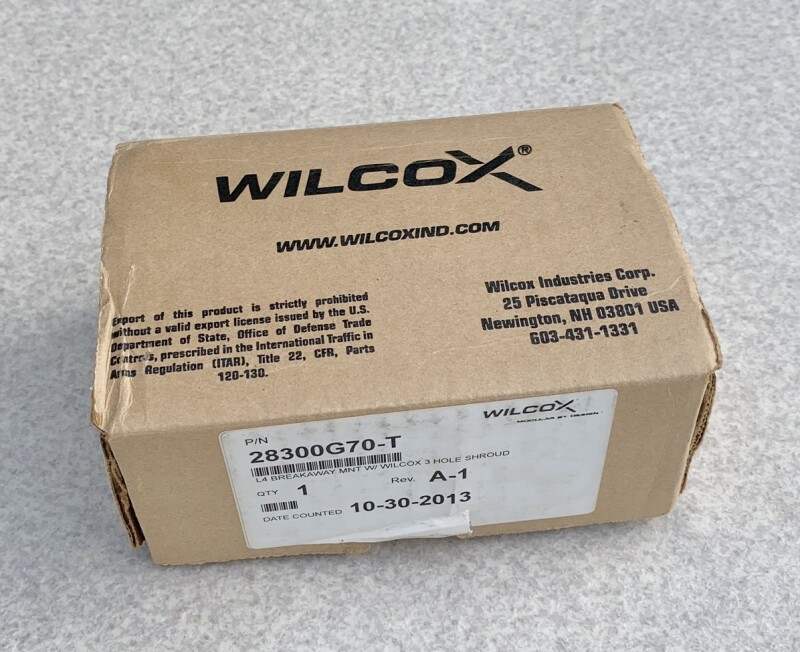 WILCOX®
WWW.WILCOXIND.COM
Export of this product is strictly prohibited
without a valid export license issued by the U.S.
Department of State, Office of Defense Trade
Controls, prescribed in the International Traffic in
Arms Regulation (ITAR), Title 22, CFR, Parts
120-130.
Wilcox Industries Corp.
25 Piscataqua Drive
Newington, NH 03801 USA
603-431-1331
WILCOX
MODULAR BY DESIGN
P/N
28300G70-T
L4 BREAKAWAY MNT W/ WILCOX 3 HOLE SHROUD
QTY 1 Rev. A-1
DATE COUNTED 10-30-2013